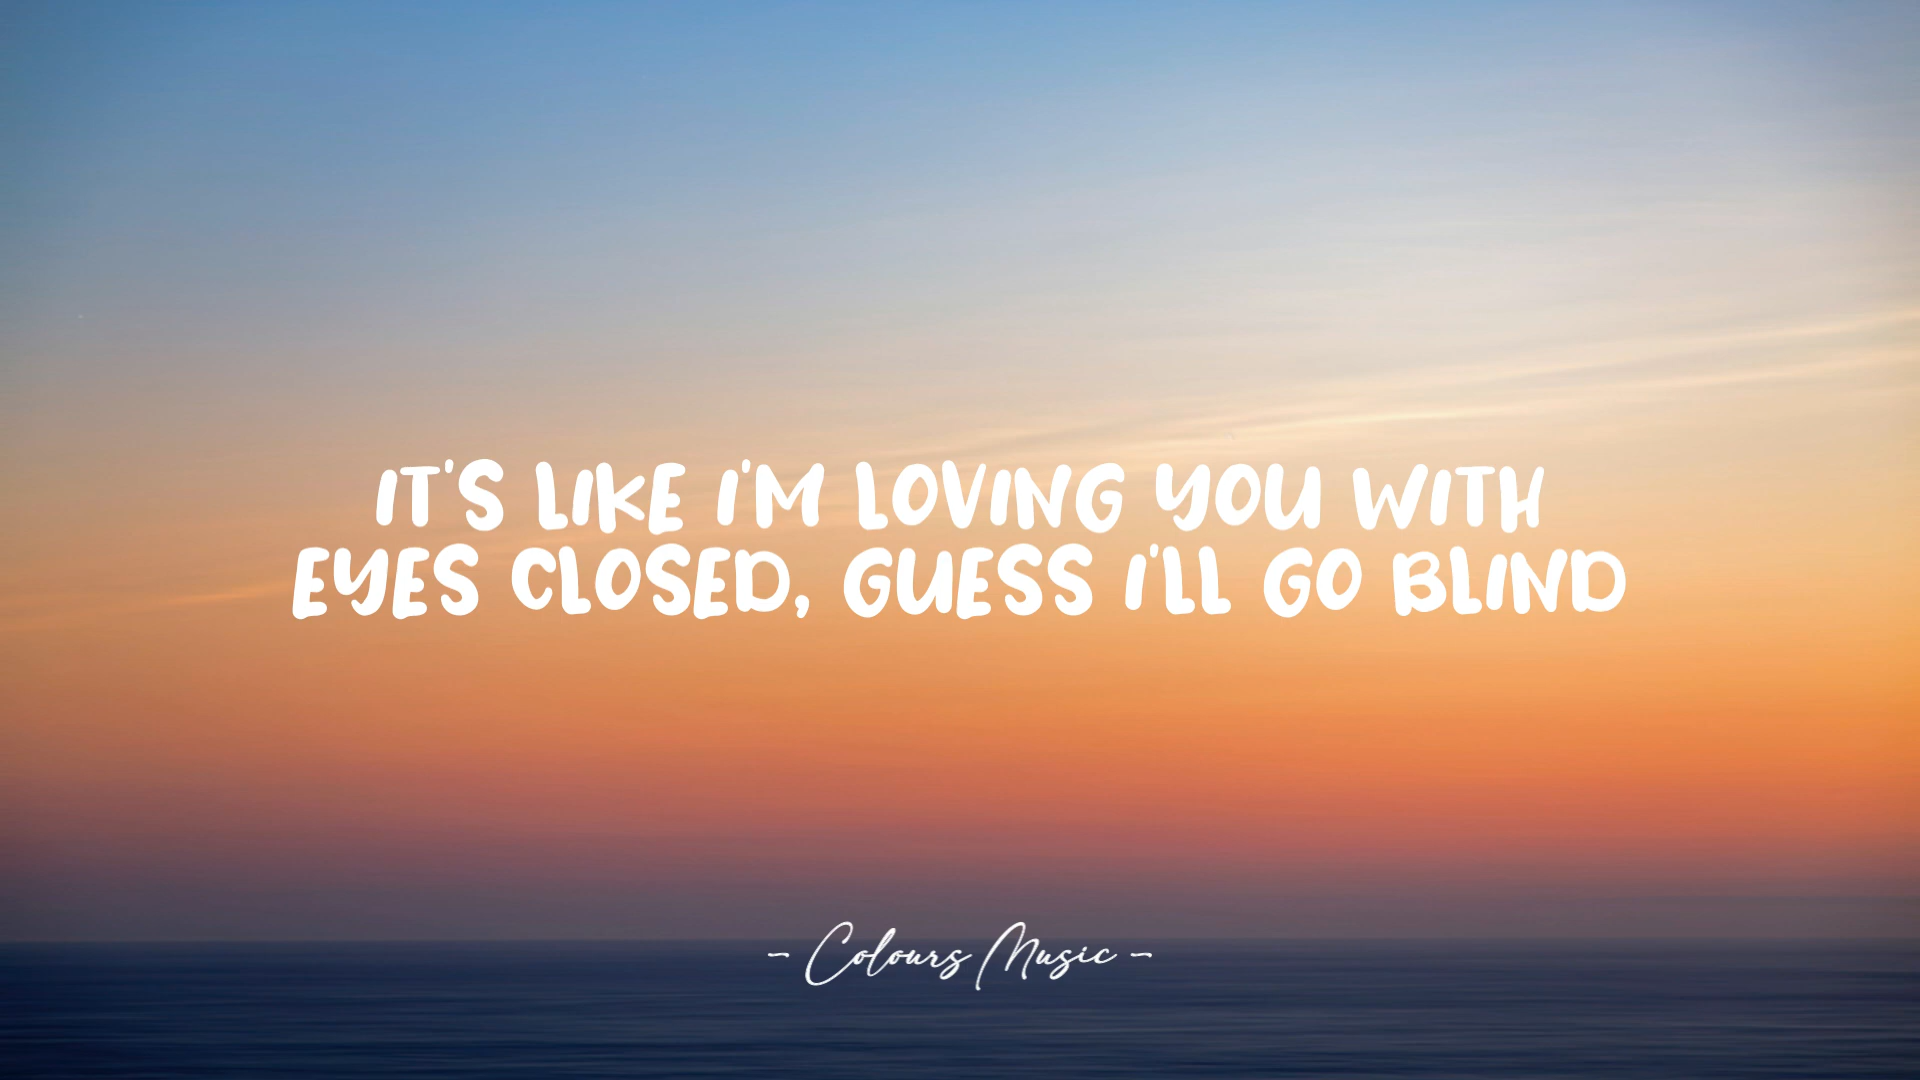 IT'S LIKE I'M LOVING YOU WITH
EYES CLOSED, GUESS I'LL GO BLIND
- Colours Music -